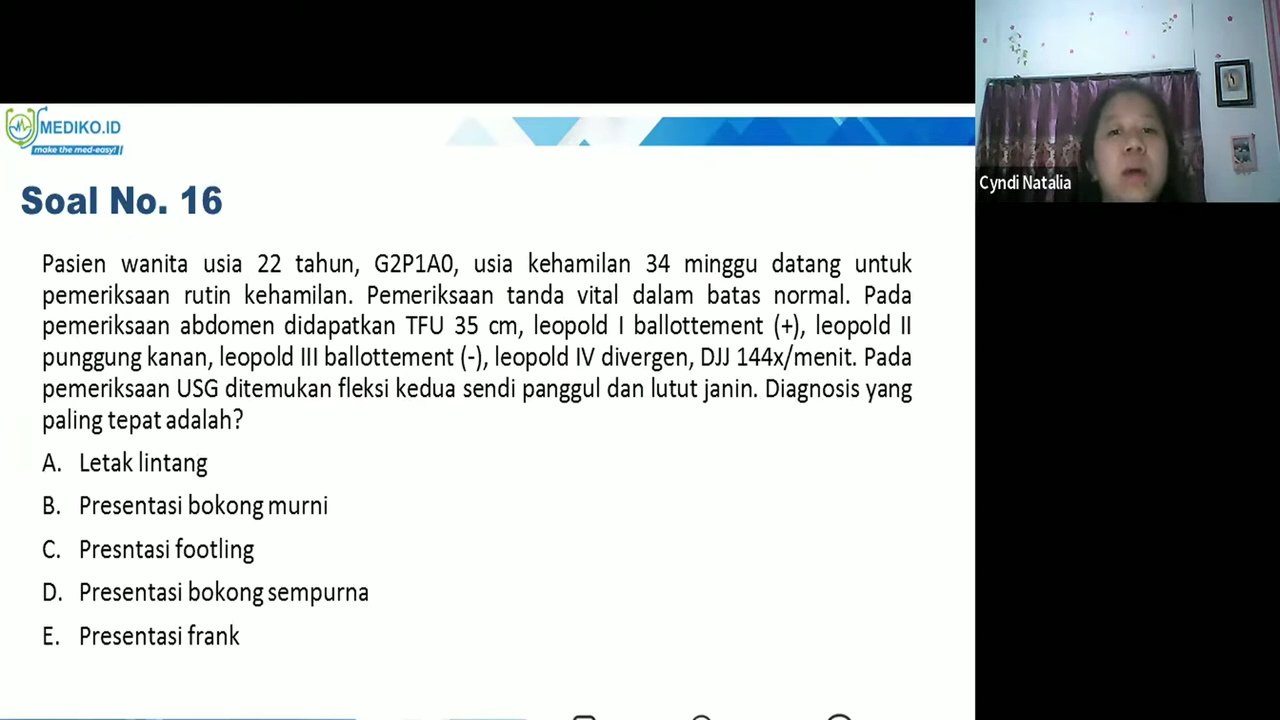 MEDIKO.ID
make the med-easy!
Soal No. 16
Pasien wanita usia 22 tahun, G2P1A0, usia kehamilan 34 minggu datang untuk
pemeriksaan rutin kehamilan. Pemeriksaan tanda vital dalam batas normal. Pada
pemeriksaan abdomen didapatkan TFU 35 cm, leopold I ballottement (+), leopold II
punggung kanan, leopold III ballottement (-), leopold IV divergen, DJJ 144x/menit. Pada
pemeriksaan USG ditemukan fleksi kedua sendi panggul dan lutut janin. Diagnosis yang
paling tepat adalah?
A. Letak lintang
B. Presentasi bokong murni
C. Presntasi footling
D. Presentasi bokong sempurna
E. Presentasi frank
Cyndi Natalia